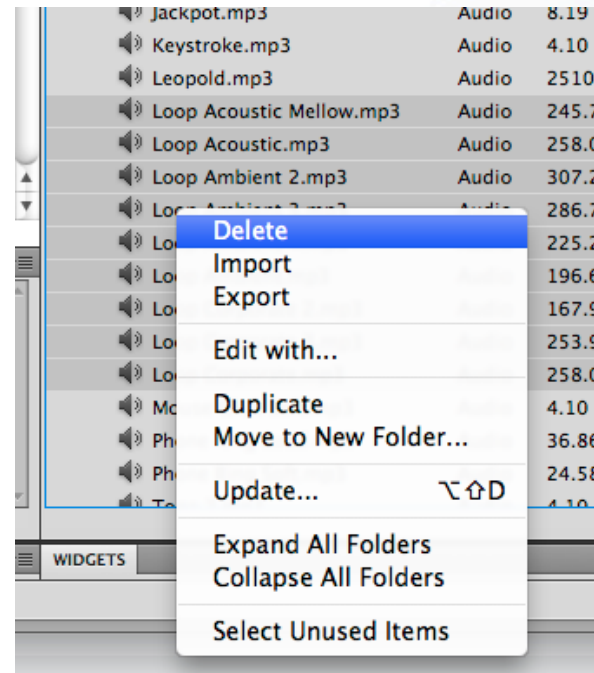 Jackpot.mp3 Audio 8.19
Keystroke.mp3 Audio 4.10
Leopold.mp3 Audio 2510
Loop Acoustic Mellow.mp3 Audio 245.7
Loop Acoustic.mp3 Audio 258.0
Loop Ambient 2.mp3 Audio 307.2
286.7
Delete 225.2
Import 196.6
Export 167.9
Edit with... 253.9
258.0
Duplicate 4.10
Move to New Folder... 36.86
Update... ⌥⇧D 24.58
4.10
WIDGETS
Expand All Folders
Collapse All Folders
Select Unused Items